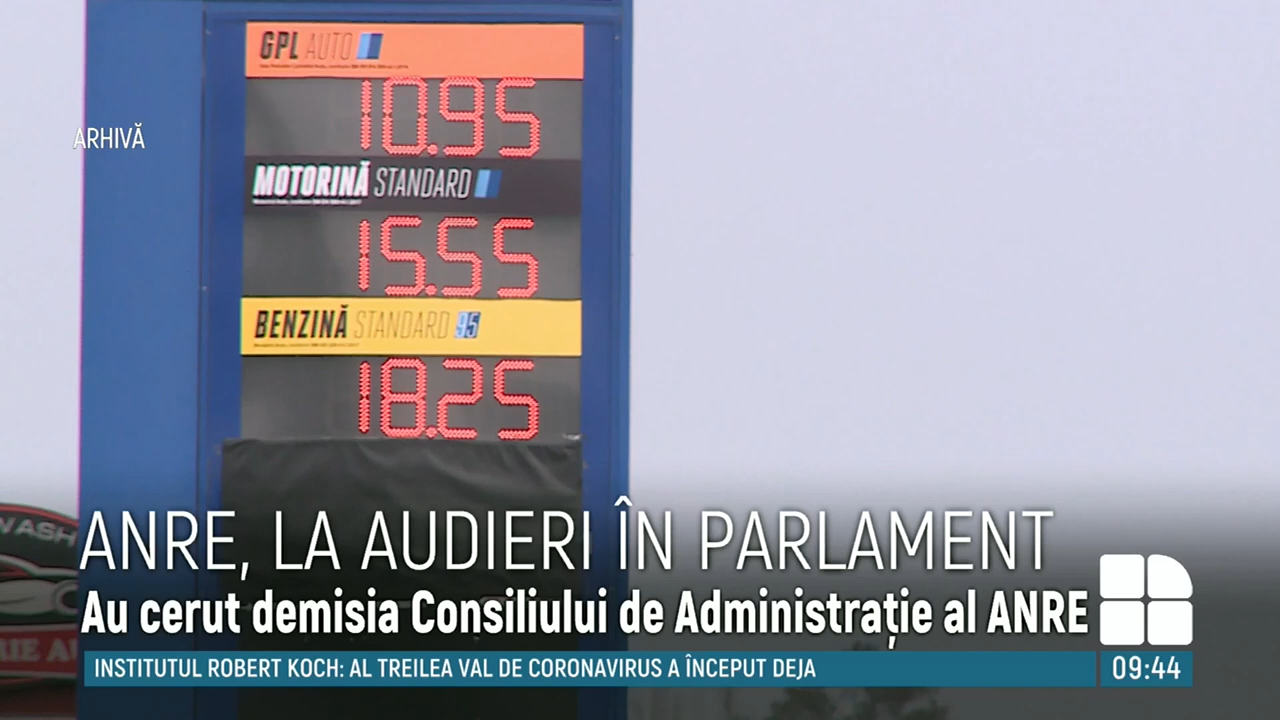 GPL AUTO
10.95
ARHIVĂ
MOTORINĂ STANDARD
15.55
BENZINĂ STANDARD 95
18.25
WASH
ANRE, LA AUDIERI ÎN PARLAMENT
Au cerut demisia Consiliului de Administrație al ANRE
INSTITUTUL ROBERT KOCH: AL TREILEA VAL DE CORONAVIRUS A ÎNCEPUT DEJA
09:44